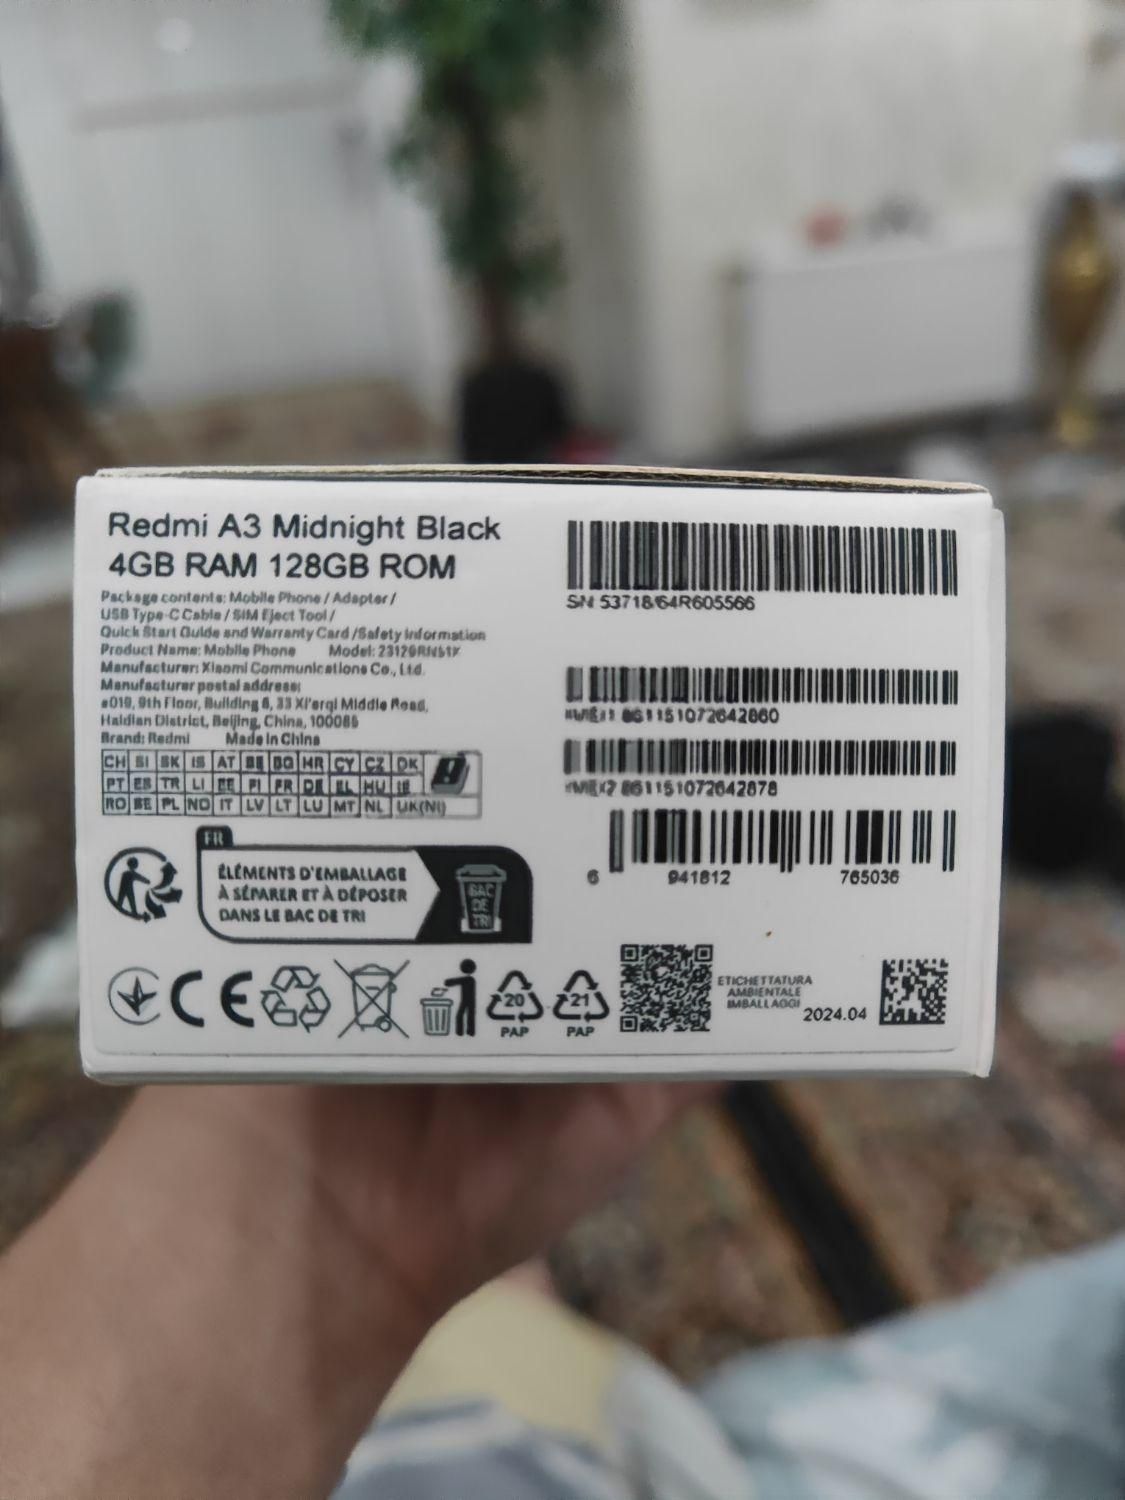 Redmi A3 Midnight Black
4GB RAM 128GB ROM
Package contents: Mobile Phone / Adapter /
USB Type-C Cable / SIM Eject Tool /
Quick Start Guide and Warranty Card /Safety Information
Product Name: Mobile Phone Model:
Manufacturer: Xiaomi Communications Co., Ltd.
Manufacturer postal address:
#019, 9th Floor, Building 6, 33 Xi'erqi Middle Road,
Haidian District, Beijing, China, 100085
Brand: Redmi Made in China
CH SI SK IS AT BE BG HR CY CZ DK
PT ES TR LI EE FI FR DE EL HU IE
RO SE PL NO IT LV LT LU MT NL UK(NI)
FR
ÉLÉMENTS D'EMBALLAGE
À SÉPARER ET À DÉPOSER
DANS LE BAC DE TRI
BAC
DE
TRI
CE
20
PAP
21
PAP
SN: 53718/64R605566
IMEI1 861151072642860
IMEI2 861151072642878
6 941812 765036
ETICHETTATURA
AMBIENTALE
IMBALLAGGI
2024.04